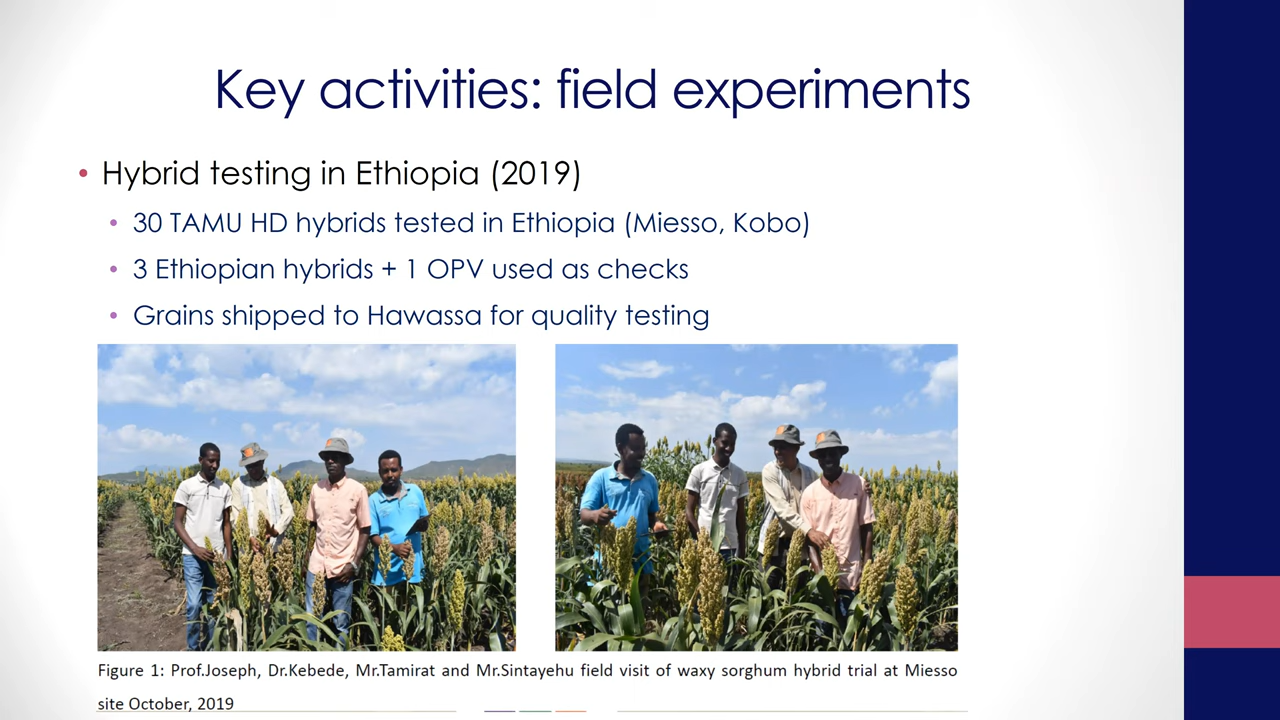 Key activities: field experiments
Hybrid testing in Ethiopia (2019)
30 TAMU HD hybrids tested in Ethiopia (Miesso, Kobo)
3 Ethiopian hybrids + 1 OPV used as checks
Grains shipped to Hawassa for quality testing
Figure 1: Prof.Joseph, Dr.Kebede, Mr.Tamirat and Mr.Sintayehu field visit of waxy sorghum hybrid trial at Miesso
site October, 2019